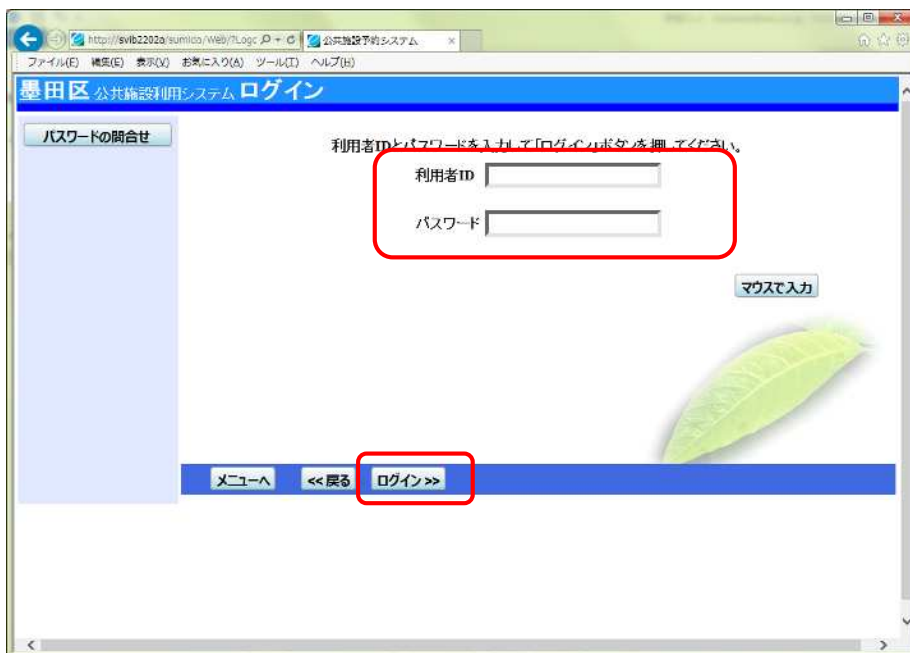 http://svib2202a/sumica/Web/?Logc
公共施設予約システム
ファイル(F) 編集(E) 表示(V) お気に入り(A) ツール(T) ヘルプ(H)
墨田区 公共施設利用システム ログイン
パスワードの問合せ
利用者IDとパスワードを入力して「ログイン」ボタンを押してください。
利用者ID
パスワード
マウスで入力
メニューへ <<戻る ログイン>>